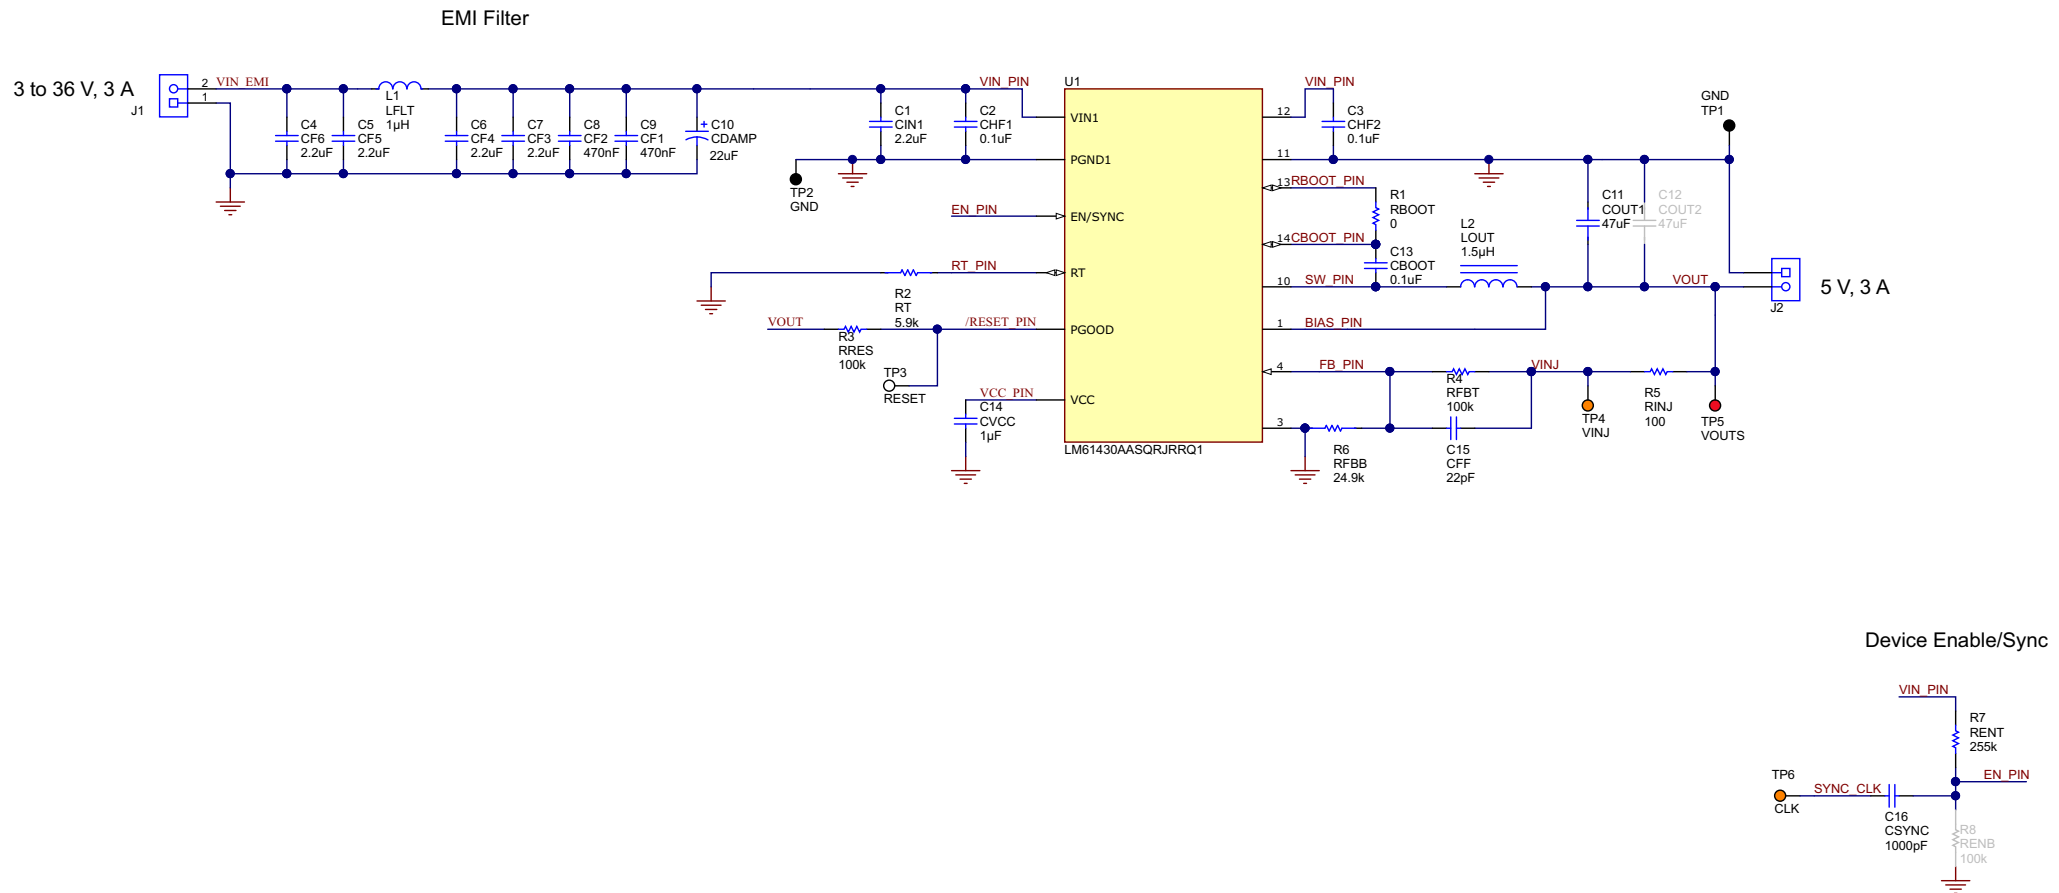 EMI Filter
3 to 36 V, 3 A
J1
2
1
VIN_EMI
C4
CF6
2.2uF
C5
CF5
2.2uF
L1
LFLT
1µH
C6
CF4
2.2uF
C7
CF3
2.2uF
C8
CF2
470nF
C9
CF1
470nF
+
C10
CDAMP
22uF
C1
CIN1
2.2uF
VIN_PIN
C2
CHF1
0.1uF
TP2
GND
EN_PIN
RT_PIN
R2
RT
5.9k
VOUT
R3
RRES
100k
/RESET_PIN
TP3
RESET
VCC_PIN
C14
CVCC
1µF
U1
VIN1
PGND1
EN/SYNC
RT
PGOOD
VCC
LM61430AASQRJRRQ1
12
11
13
14
10
1
4
3
VIN_PIN
C3
CHF2
0.1uF
RBOOT_PIN
R1
RBOOT
0
CBOOT_PIN
C13
CBOOT
0.1uF
SW_PIN
L2
LOUT
1.5µH
BIAS_PIN
FB_PIN
R4
RFBT
100k
VINJ
R6
RFBB
24.9k
C15
CFF
22pF
TP4
VINJ
R5
RINJ
100
TP5
VOUTS
C11
COUT1
47uF
C12
COUT2
47uF
GND
TP1
VOUT
J2
5 V, 3 A
Device Enable/Sync
VIN_PIN
R7
RENT
255k
EN_PIN
TP6
CLK
SYNC_CLK
C16
CSYNC
1000pF
R8
RENB
100k